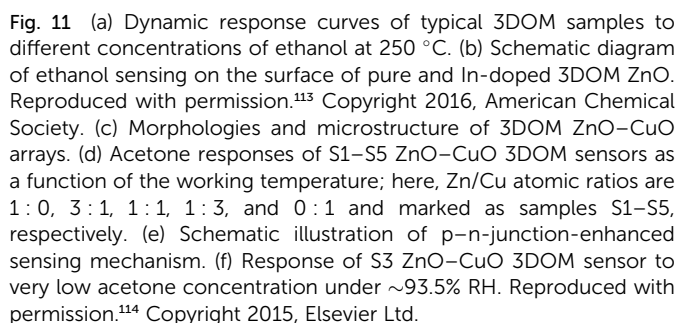 Fig. 11 (a) Dynamic response curves of typical 3DOM samples to
different concentrations of ethanol at 250 °C. (b) Schematic diagram
of ethanol sensing on the surface of pure and In-doped 3DOM ZnO.
Reproduced with permission.¹¹³ Copyright 2016, American Chemical
Society. (c) Morphologies and microstructure of 3DOM ZnO–CuO
arrays. (d) Acetone responses of S1–S5 ZnO–CuO 3DOM sensors as
a function of the working temperature; here, Zn/Cu atomic ratios are
1 : 0, 3 : 1, 1 : 1, 1 : 3, and 0 : 1 and marked as samples S1–S5,
respectively. (e) Schematic illustration of p–n-junction-enhanced
sensing mechanism. (f) Response of S3 ZnO–CuO 3DOM sensor to
very low acetone concentration under ~93.5% RH. Reproduced with
permission.¹¹⁴ Copyright 2015, Elsevier Ltd.